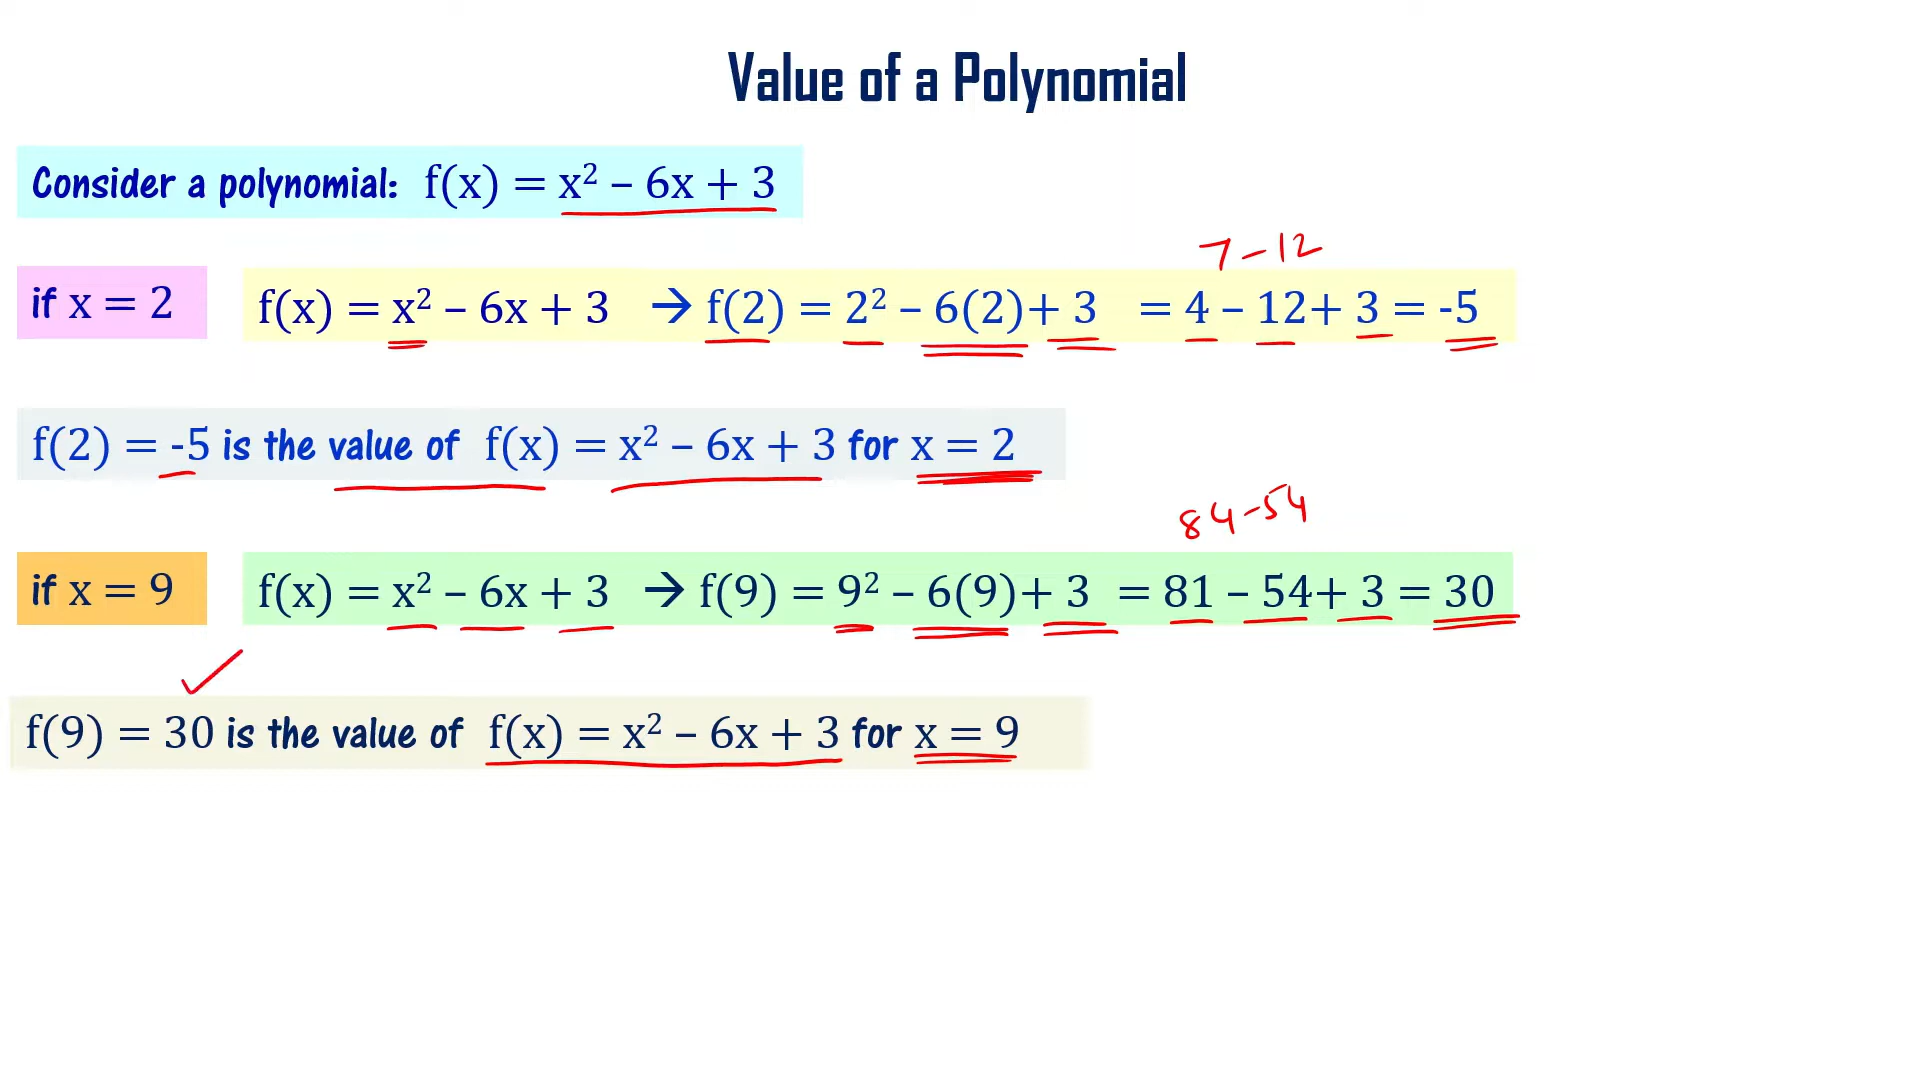 Value of a Polynomial
Consider a polynomial: f(x) = x² – 6x + 3
7 – 12
if x = 2 f(x) = x² – 6x + 3 → f(2) = 2² – 6(2)+ 3 = 4 – 12+ 3 = -5
f(2) = -5 is the value of f(x) = x² – 6x + 3 for x = 2
84 – 54
if x = 9 f(x) = x² – 6x + 3 → f(9) = 9² – 6(9)+ 3 = 81 – 54+ 3 = 30
f(9) = 30 is the value of f(x) = x² – 6x + 3 for x = 9